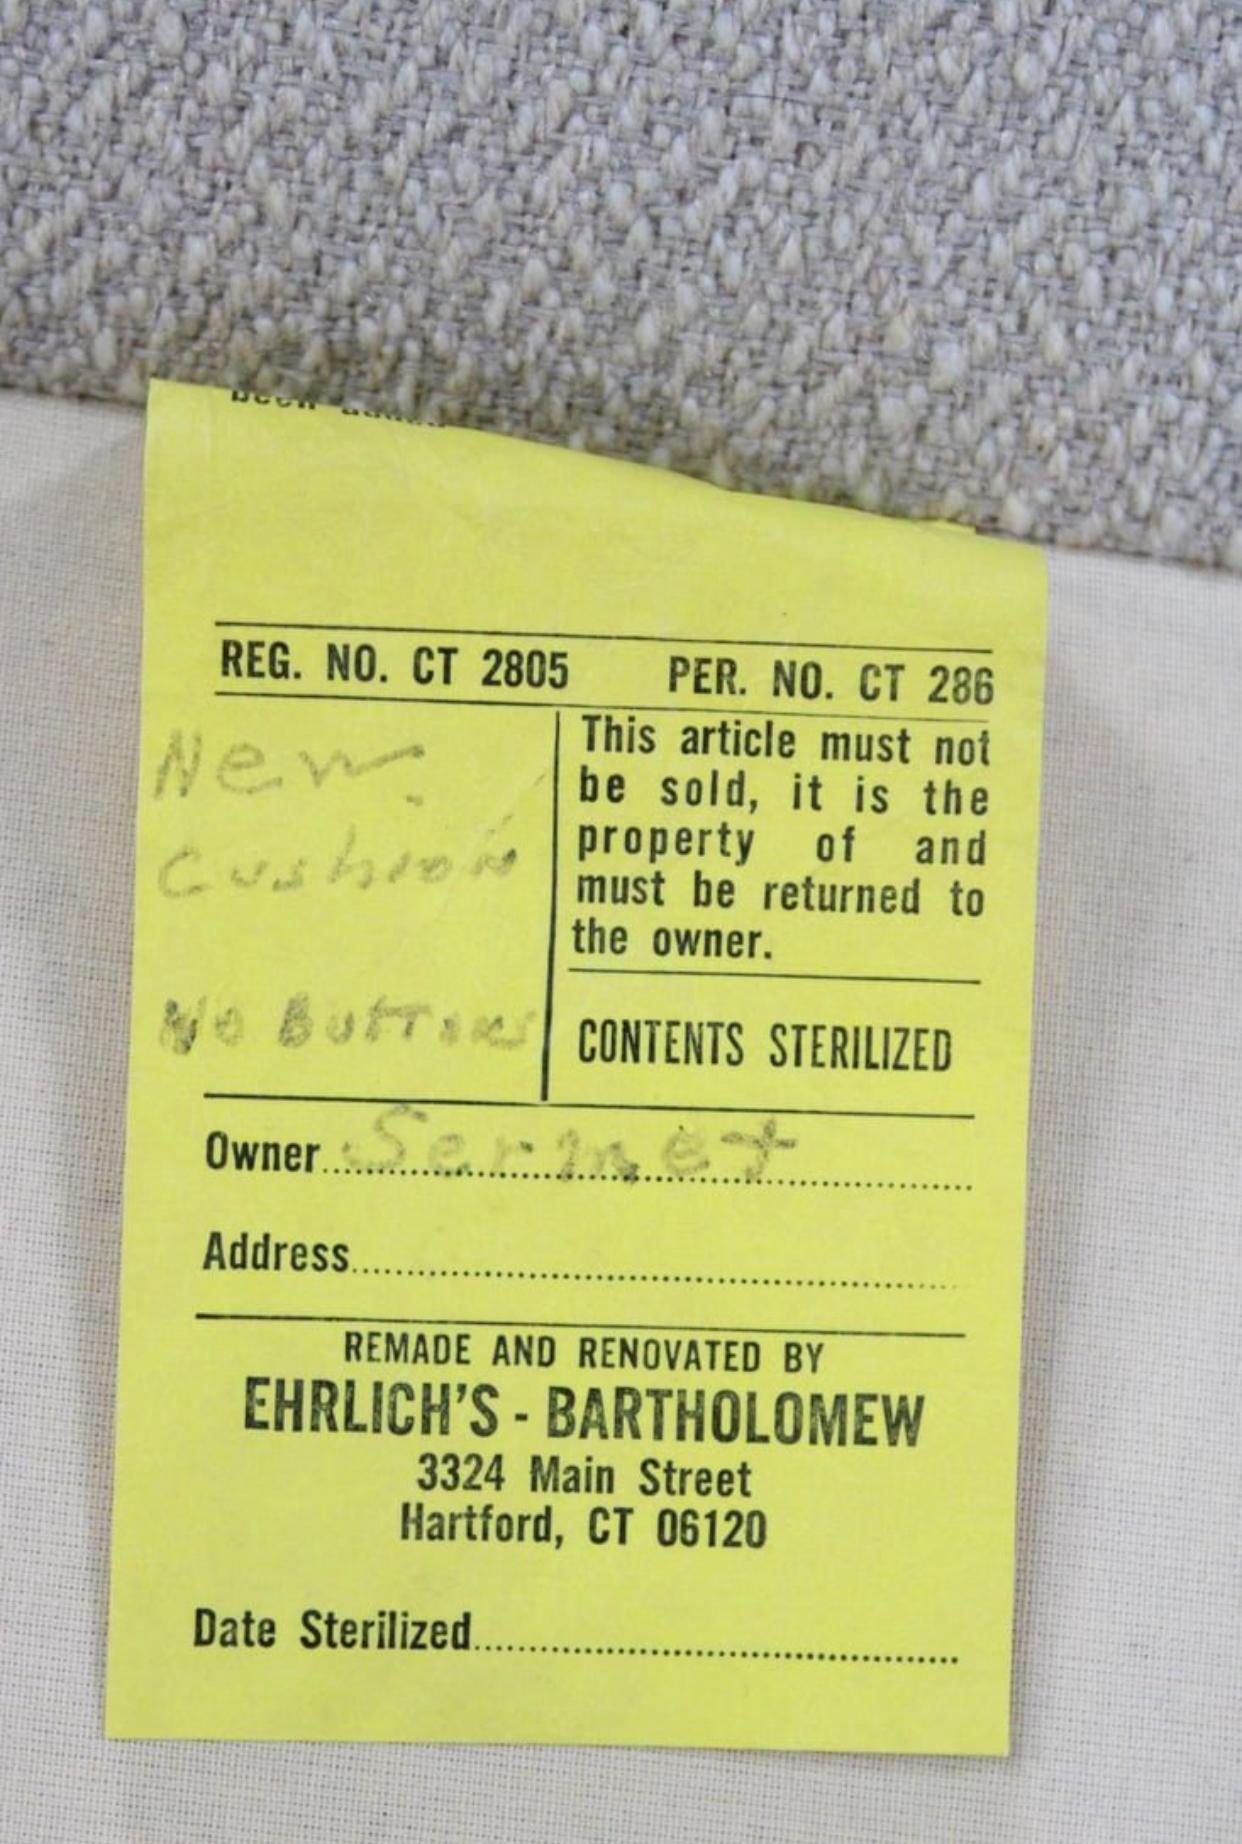 been
REG. NO. CT 2805 PER. NO. CT 286
New
Cushion
No Buttons
This article must not
be sold, it is the
property of and
must be returned to
the owner.
CONTENTS STERILIZED
Owner Sermet
Address
REMADE AND RENOVATED BY
EHRLICH'S - BARTHOLOMEW
3324 Main Street
Hartford, CT 06120
Date Sterilized